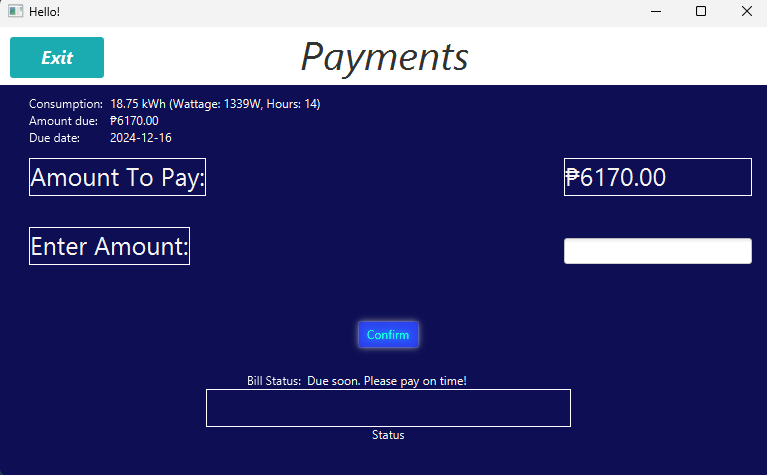 Hello!
Exit
Payments
Consumption: 18.75 kWh (Wattage: 1339W, Hours: 14)
Amount due: ₱6170.00
Due date: 2024-12-16
Amount To Pay: ₱6170.00
Enter Amount:
Confirm
Bill Status: Due soon. Please pay on time!
Status